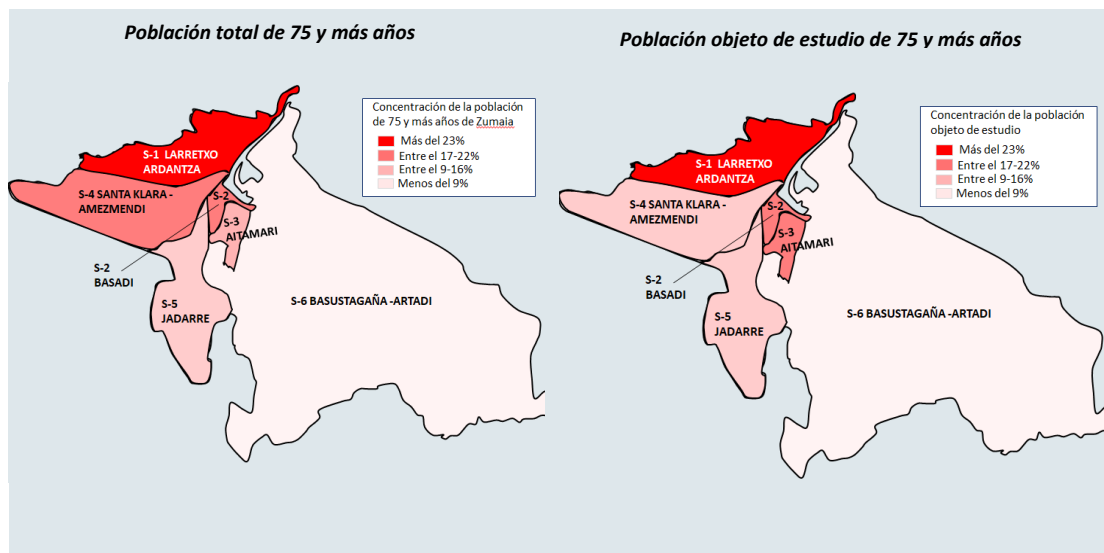 Población total de 75 y más años
Concentración de la población
de 75 y más años de Zumaia
Más del 23%
Entre el 17-22%
Entre el 9-16%
Menos del 9%
S-1 LARRETXO
ARDANTZA
S-4 SANTA KLARA -
AMEZMENDI
S-2
S-3
AITAMARI
S-2
BASADI
S-5
JADARRE
S-6 BASUSTAGAÑA -ARTADI
Población objeto de estudio de 75 y más años
Concentración de la población
objeto de estudio
Más del 23%
Entre el 17-22%
Entre el 9-16%
Menos del 9%
S-1 LARRETXO
ARDANTZA
S-4 SANTA KLARA -
AMEZMENDI
S-2
S-3
AITAMARI
S-2
BASADI
S-5
JADARRE
S-6 BASUSTAGAÑA -ARTADI